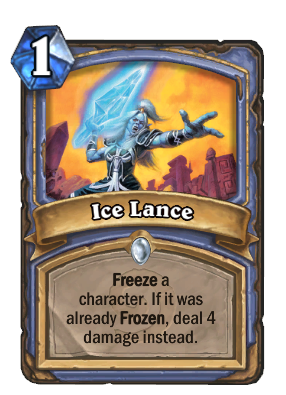 1
Ice Lance
Freeze a
character. If it was
already Frozen, deal 4
damage instead.